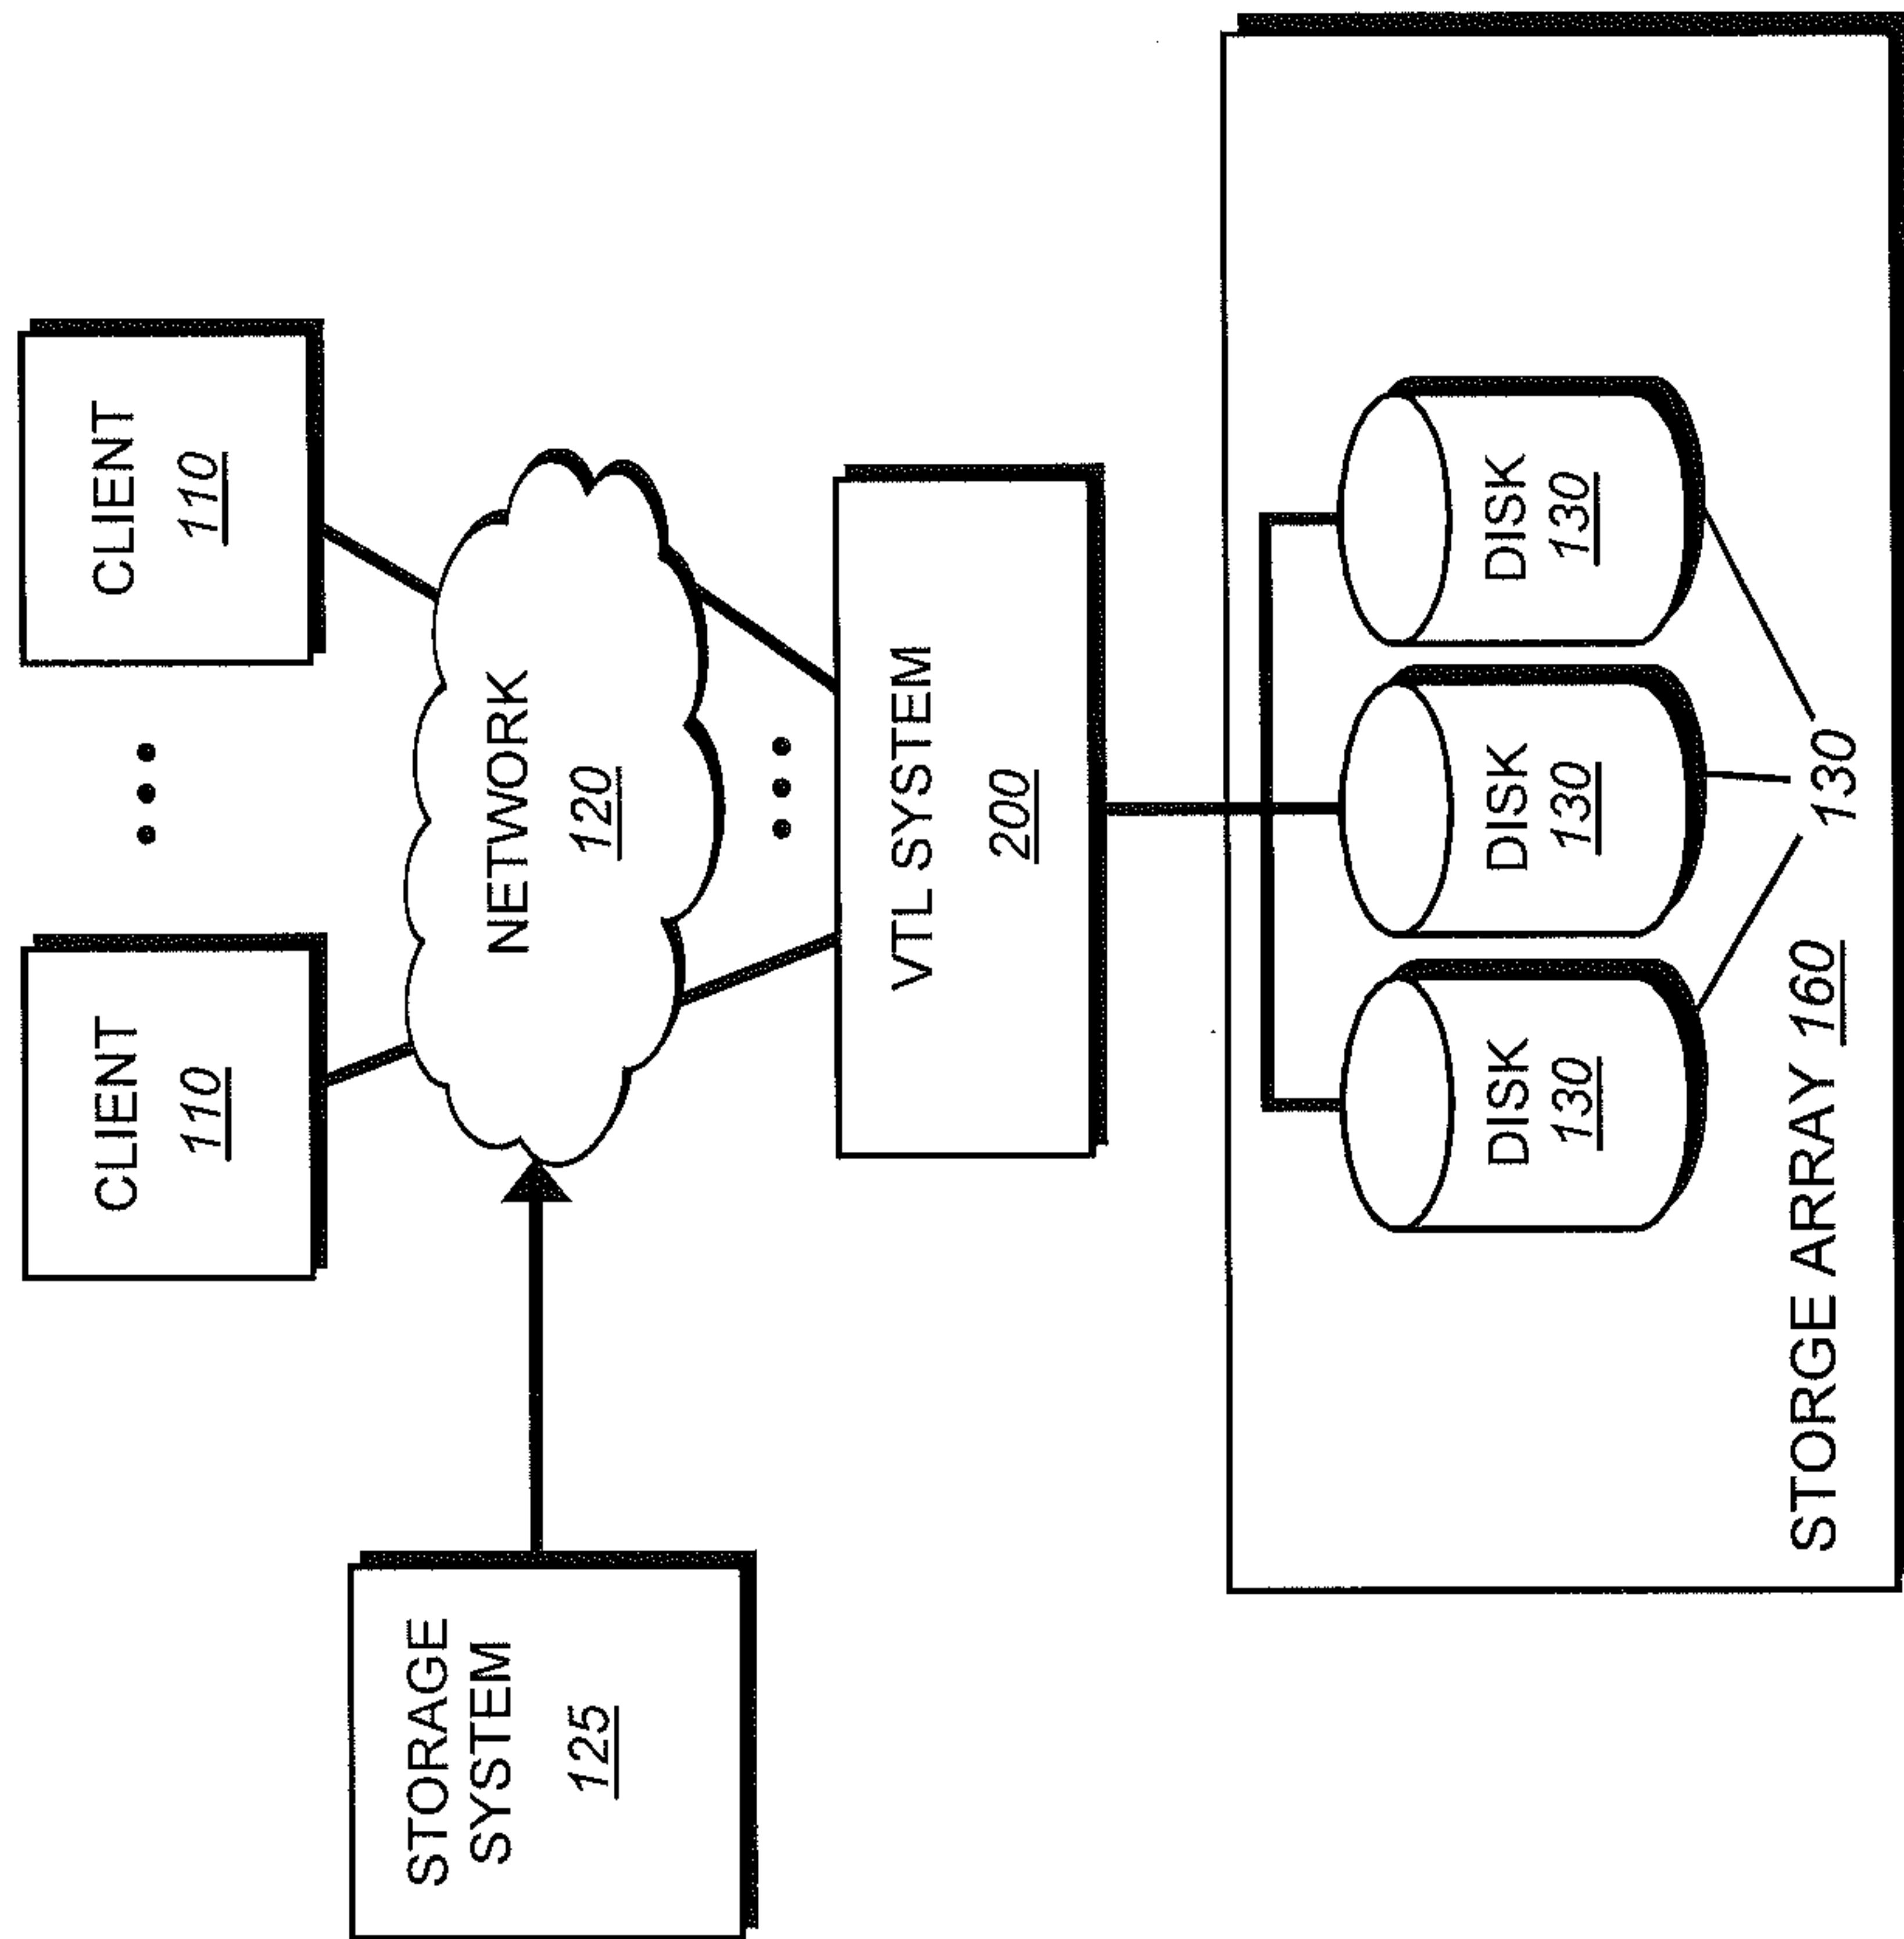 CLIENT
110
CLIENT
110
NETWORK
120
STORAGE
SYSTEM
125
VTL SYSTEM
200
DISK
130
DISK
130
DISK
130
130
STORGE ARRAY 160